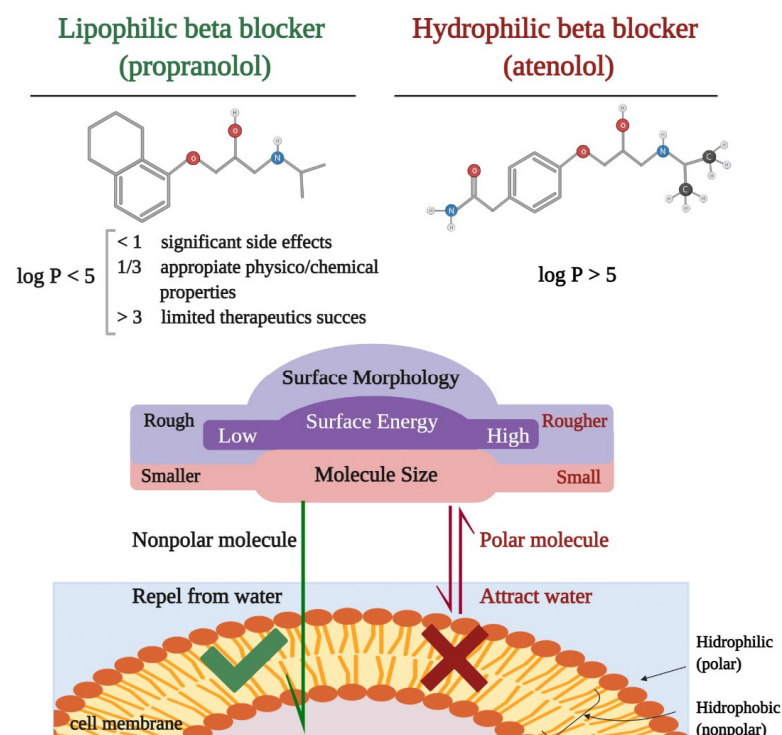 Lipophilic beta blocker
(propranolol)
Hydrophilic beta blocker
(atenolol)
H
O
O
H
N
H
O
O
H
N
C
H
H
H
C
H
H
H
O
H
N
H
log P < 5
< 1 significant side effects
1/3 appropiate physico/chemical
properties
> 3 limited therapeutics succes
log P > 5
Surface Morphology
Rough
Surface Energy
Rougher
Low
High
Smaller
Molecule Size
Small
Nonpolar molecule
Polar molecule
Repel from water
Attract water
Hidrophilic
(polar)
Hidrophobic
(nonpolar)
cell membrane